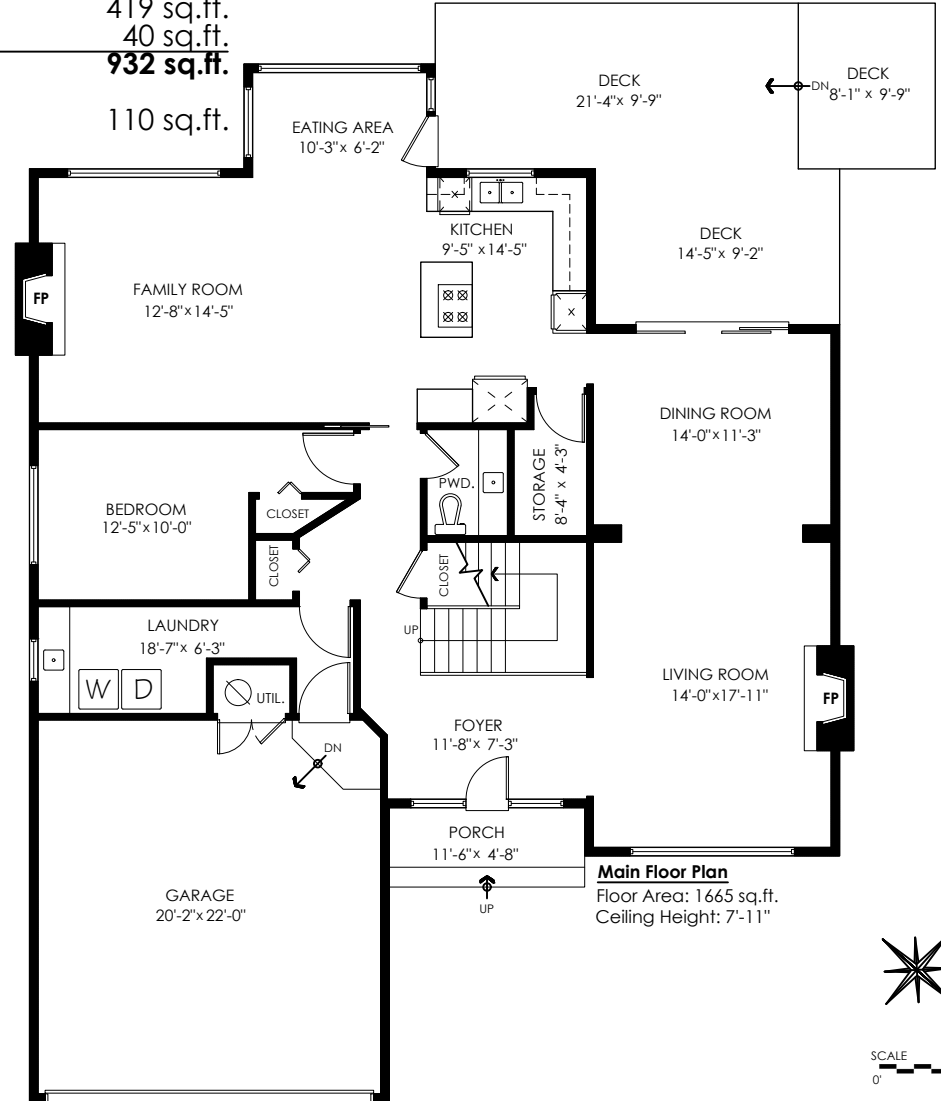 419 sq.ft.
40 sq.ft.
932 sq.ft.
110 sq.ft.
DECK
21'-4"x 9'-9"
DN
DECK
8'-1" x 9'-9"
EATING AREA
10'-3"x 6'-2"
KITCHEN
9'-5" x 14'-5"
DECK
14'-5" x 9'-2"
FP
FAMILY ROOM
12'-8"x 14'-5"
DINING ROOM
14'-0"x 11'-3"
BEDROOM
12'-5"x 10'-0"
CLOSET
PWD.
STORAGE
8'-4" x 4'-3"
CLOSET
CLOSET
UP
LAUNDRY
18'-7"x 6'-3"
W D
UTIL.
LIVING ROOM
14'-0"x17'-11"
FP
FOYER
11'-8"x 7'-3"
DN
PORCH
11'-6"x 4'-8"
UP
GARAGE
20'-2"x 22'-0"
Main Floor Plan
Floor Area: 1665 sq.ft.
Ceiling Height: 7'-11"
SCALE
0'